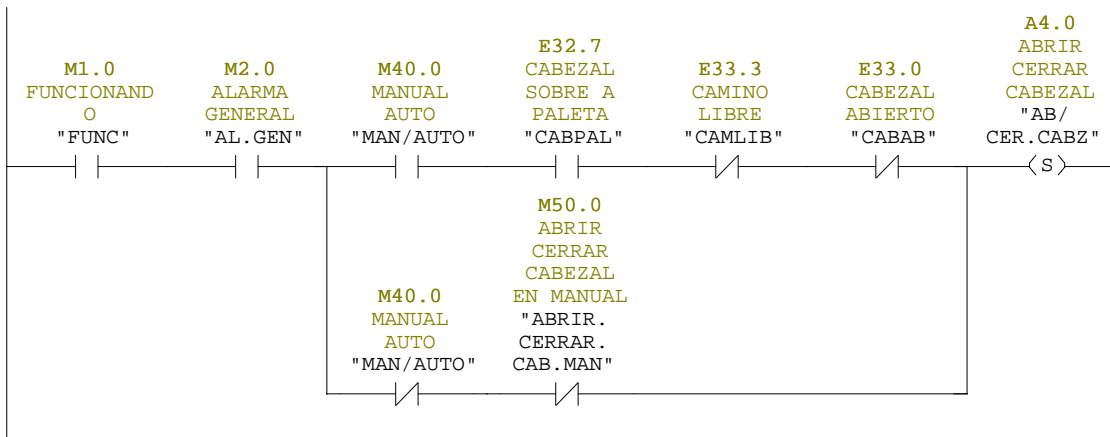 M1.0
FUNCIONAND
O
"FUNC"
M2.0
ALARMA
GENERAL
"AL.GEN"
M40.0
MANUAL
AUTO
"MAN/AUTO"
E32.7
CABEZAL
SOBRE A
PALETA
"CABPAL"
E33.3
CAMINO
LIBRE
"CAMLIB"
E33.0
CABEZAL
ABIERTO
"CABAB"
A4.0
ABRIR
CERRAR
CABEZAL
"AB/
CER.CABZ"
S
M40.0
MANUAL
AUTO
"MAN/AUTO"
M50.0
ABRIR
CERRAR
CABEZAL
EN MANUAL
"ABRIR.
CERRAR.
CAB.MAN"